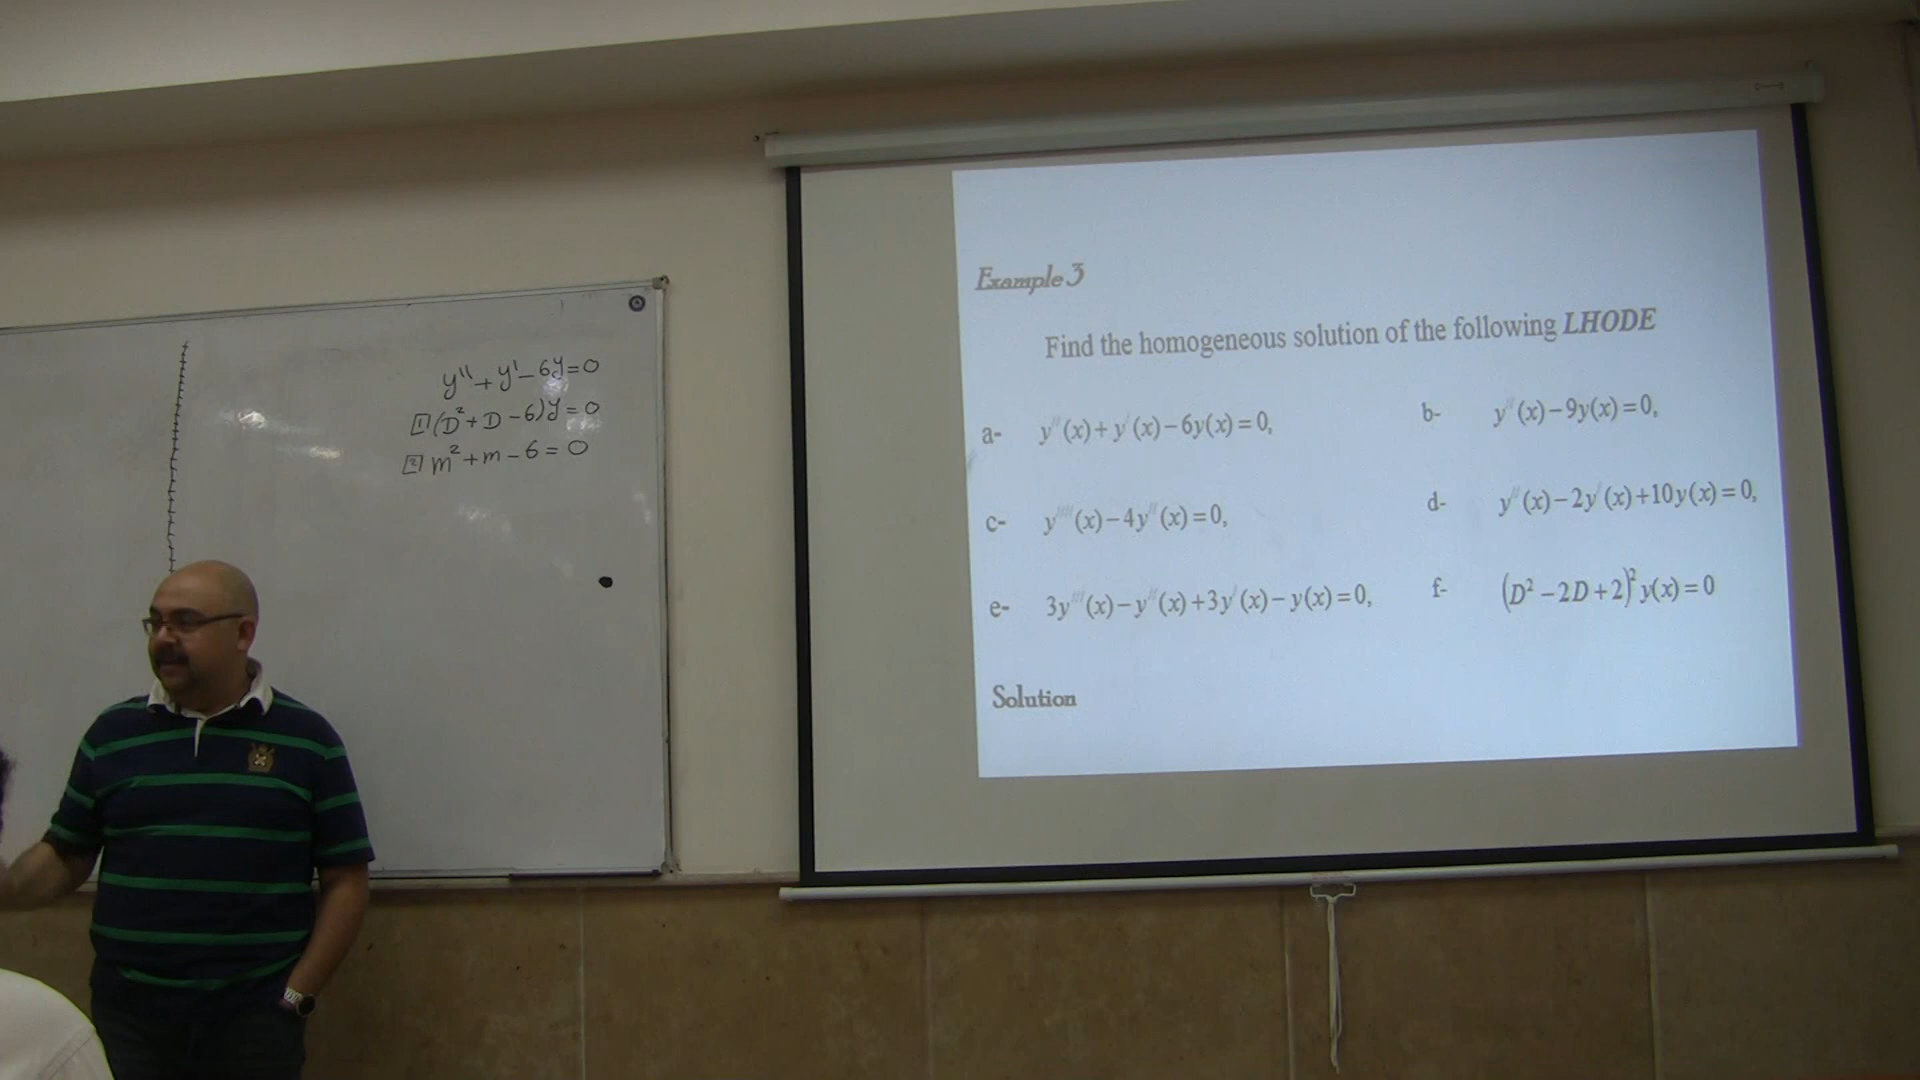 y''+y'-6y=0
1 (D²+D-6)y=0
2 m²+m-6=0
Example 3
Find the homogeneous solution of the following LHODE
a- y''(x)+y'(x)-6y(x)=0, b- y''(x)-9y(x)=0,
c- y''''(x)-4y''(x)=0, d- y''(x)-2y'(x)+10y(x)=0,
e- 3y'''(x)-y''(x)+3y'(x)-y(x)=0, f- (D²-2D+2)²y(x)=0
Solution